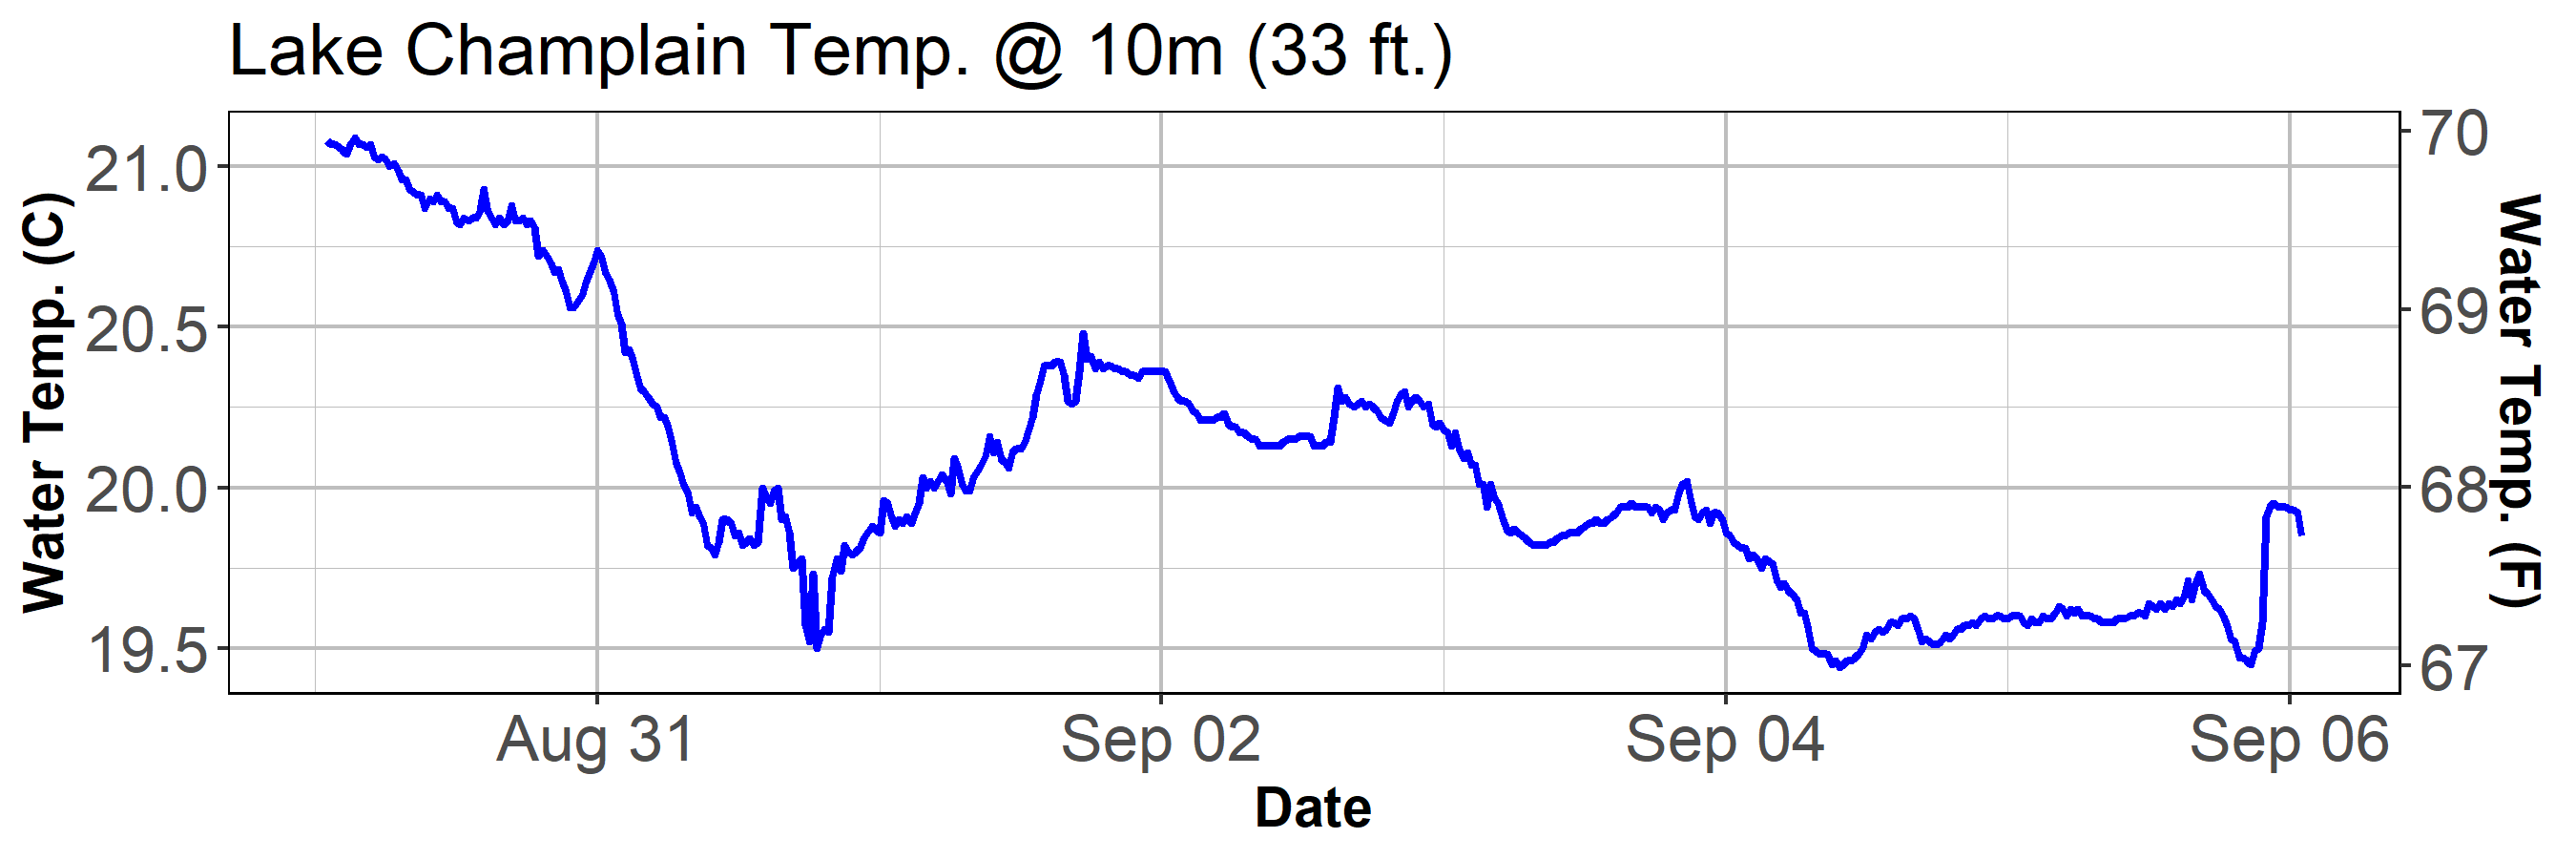 Lake Champlain Temp. @ 10m (33 ft.)
Water Temp. (C)
21.0
20.5
20.0
19.5
70
69
68
67
Water Temp. (F)
Aug 31 Sep 02 Sep 04 Sep 06
Date